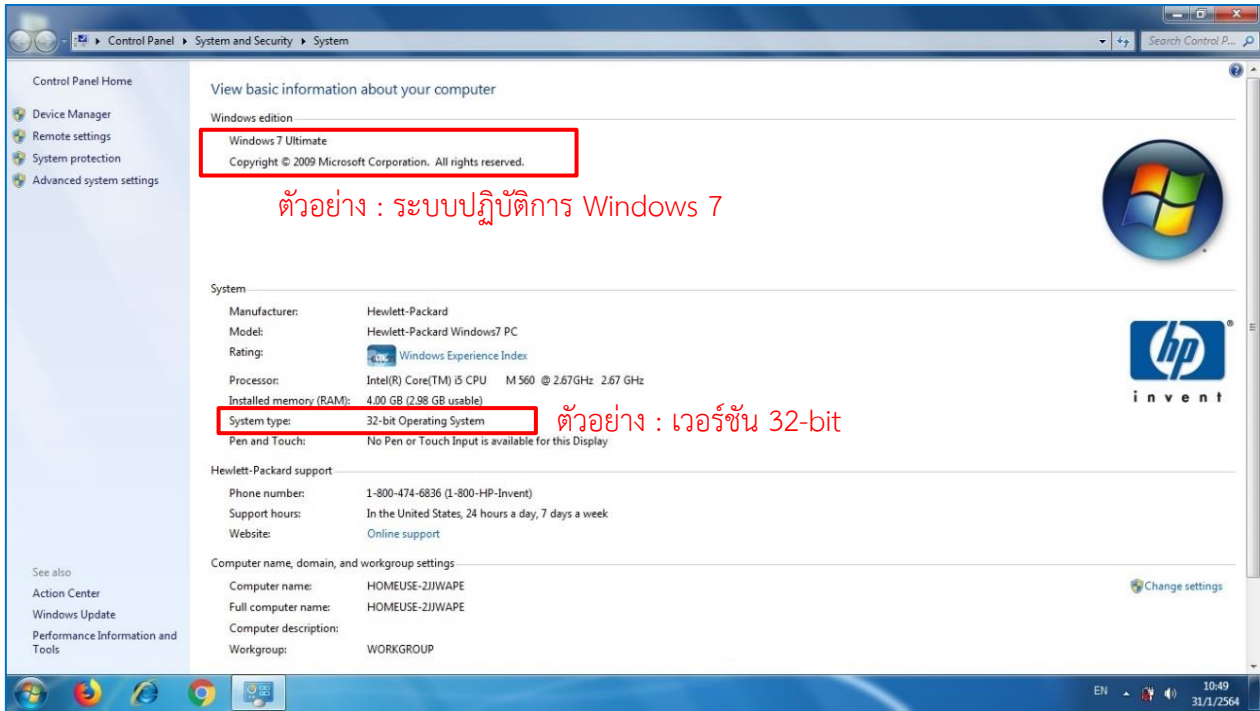 Control Panel ▸ System and Security ▸ System
Search Control P...
Control Panel Home
Device Manager
Remote settings
System protection
Advanced system settings
View basic information about your computer
Windows edition
Windows 7 Ultimate
Copyright © 2009 Microsoft Corporation. All rights reserved.
ตัวอย่าง : ระบบปฏิบัติการ Windows 7
System
Manufacturer: Hewlett-Packard
Model: Hewlett-Packard Windows7 PC
Rating: Windows Experience Index
Processor: Intel(R) Core(TM) i5 CPU M 560 @ 2.67GHz 2.67 GHz
Installed memory (RAM): 4.00 GB (2.98 GB usable)
System type: 32-bit Operating System
ตัวอย่าง : เวอร์ชัน 32-bit
Pen and Touch: No Pen or Touch Input is available for this Display
hp
invent
Hewlett-Packard support
Phone number: 1-800-474-6836 (1-800-HP-Invent)
Support hours: In the United States, 24 hours a day, 7 days a week
Website: Online support
Computer name, domain, and workgroup settings
Computer name: HOMEUSE-2JJWAPE
Change settings
Full computer name: HOMEUSE-2JJWAPE
Computer description:
Workgroup: WORKGROUP
See also
Action Center
Windows Update
Performance Information and
Tools
EN
10:49
31/1/2564